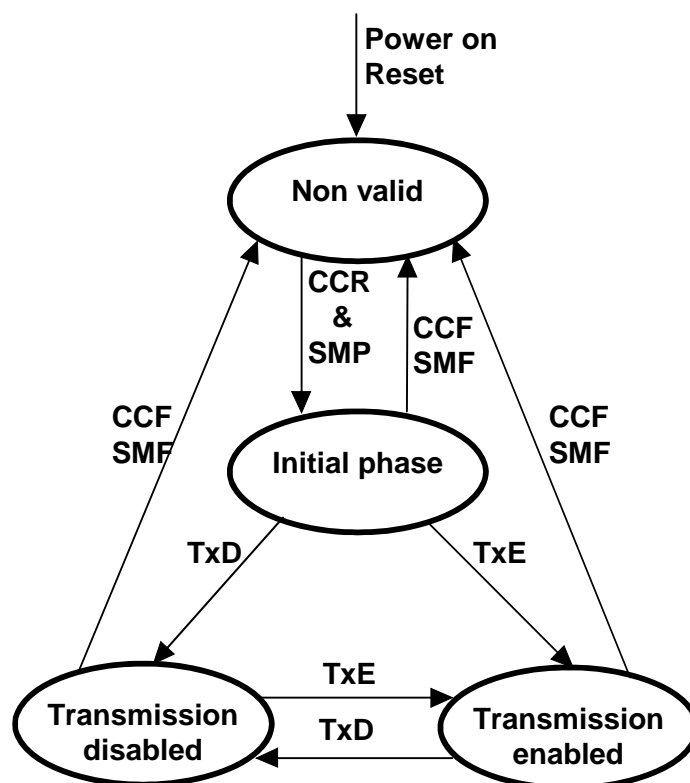 Power on
Reset
Non valid
CCR
&
SMP
CCF
SMF
CCF
SMF
CCF
SMF
Initial phase
TxD
TxE
TxE
Transmission
disabled
TxD
Transmission
enabled